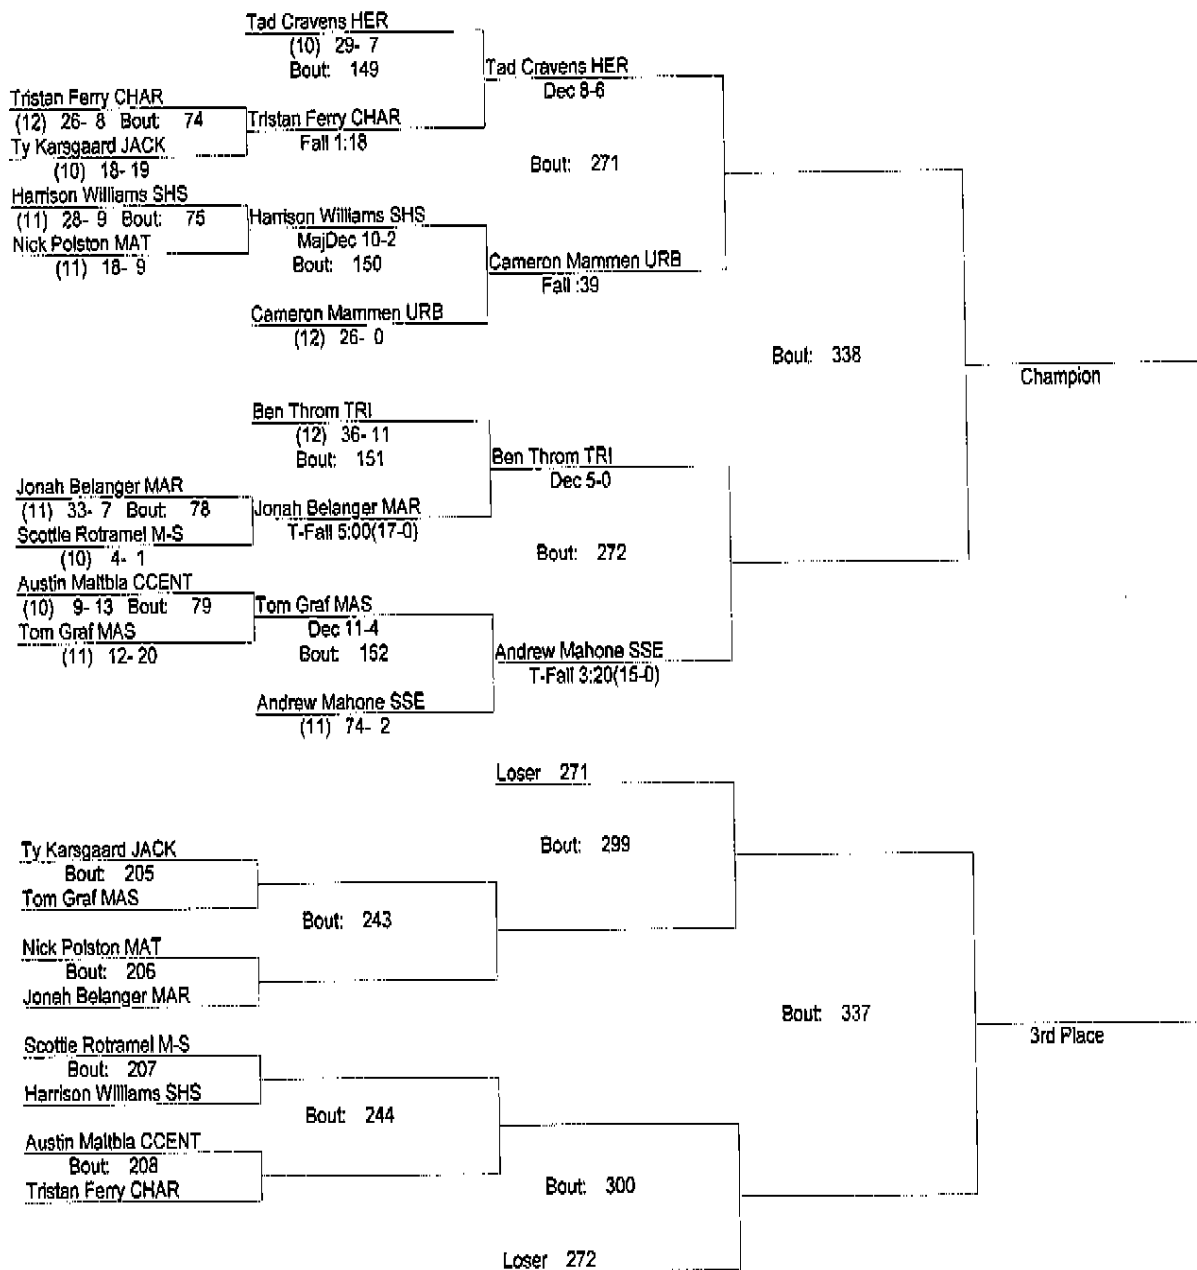 Tad Cravens HER
(10) 29- 7
Bout: 149
Tad Cravens HER
Dec 8-6
Tristan Ferry CHAR
(12) 26- 8 Bout: 74
Tristan Ferry CHAR
Fall 1:18
Ty Karsgaard JACK
(10) 18- 19
Bout: 271
Harrison Williams SHS
(11) 28- 9 Bout: 75
Harrison Williams SHS
MajDec 10-2
Bout: 150
Nick Polston MAT
(11) 18- 9
Cameron Mammen URB
Fall :39
Cameron Mammen URB
(12) 26- 0
Bout: 338
Champion
Ben Throm TRI
(12) 36- 11
Bout: 151
Ben Throm TRI
Dec 5-0
Jonah Belanger MAR
(11) 33- 7 Bout: 78
Jonah Belanger MAR
T-Fall 5:00(17-0)
Scottie Rotramel M-S
(10) 4- 1
Bout: 272
Austin Maltbia CCENT
(10) 9- 13 Bout: 79
Tom Graf MAS
Dec 11-4
Bout: 152
Tom Graf MAS
(11) 12- 20
Andrew Mahone SSE
T-Fall 3:20(15-0)
Andrew Mahone SSE
(11) 74- 2
Loser 271
Bout: 299
Ty Karsgaard JACK
Bout: 205
Tom Graf MAS
Bout: 243
Nick Polston MAT
Bout: 206
Jonah Belanger MAR
Bout: 337
3rd Place
Scottie Rotramel M-S
Bout: 207
Harrison Williams SHS
Bout: 244
Austin Maltbia CCENT
Bout: 208
Tristan Ferry CHAR
Bout: 300
Loser 272